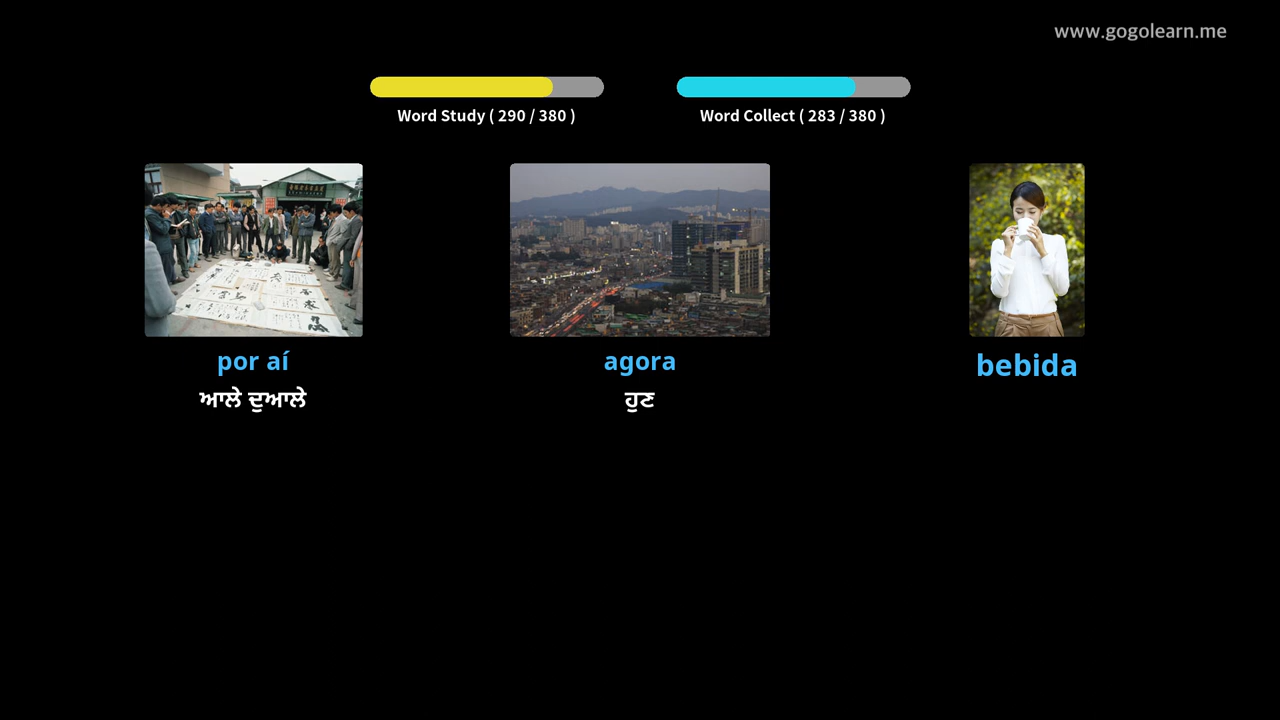 www.gogolearn.me
Word Study ( 290 / 380 )
Word Collect ( 283 / 380 )
por aí
agora
bebida
ਆਲੇ ਦੁਆਲੇ
ਹੁਣ